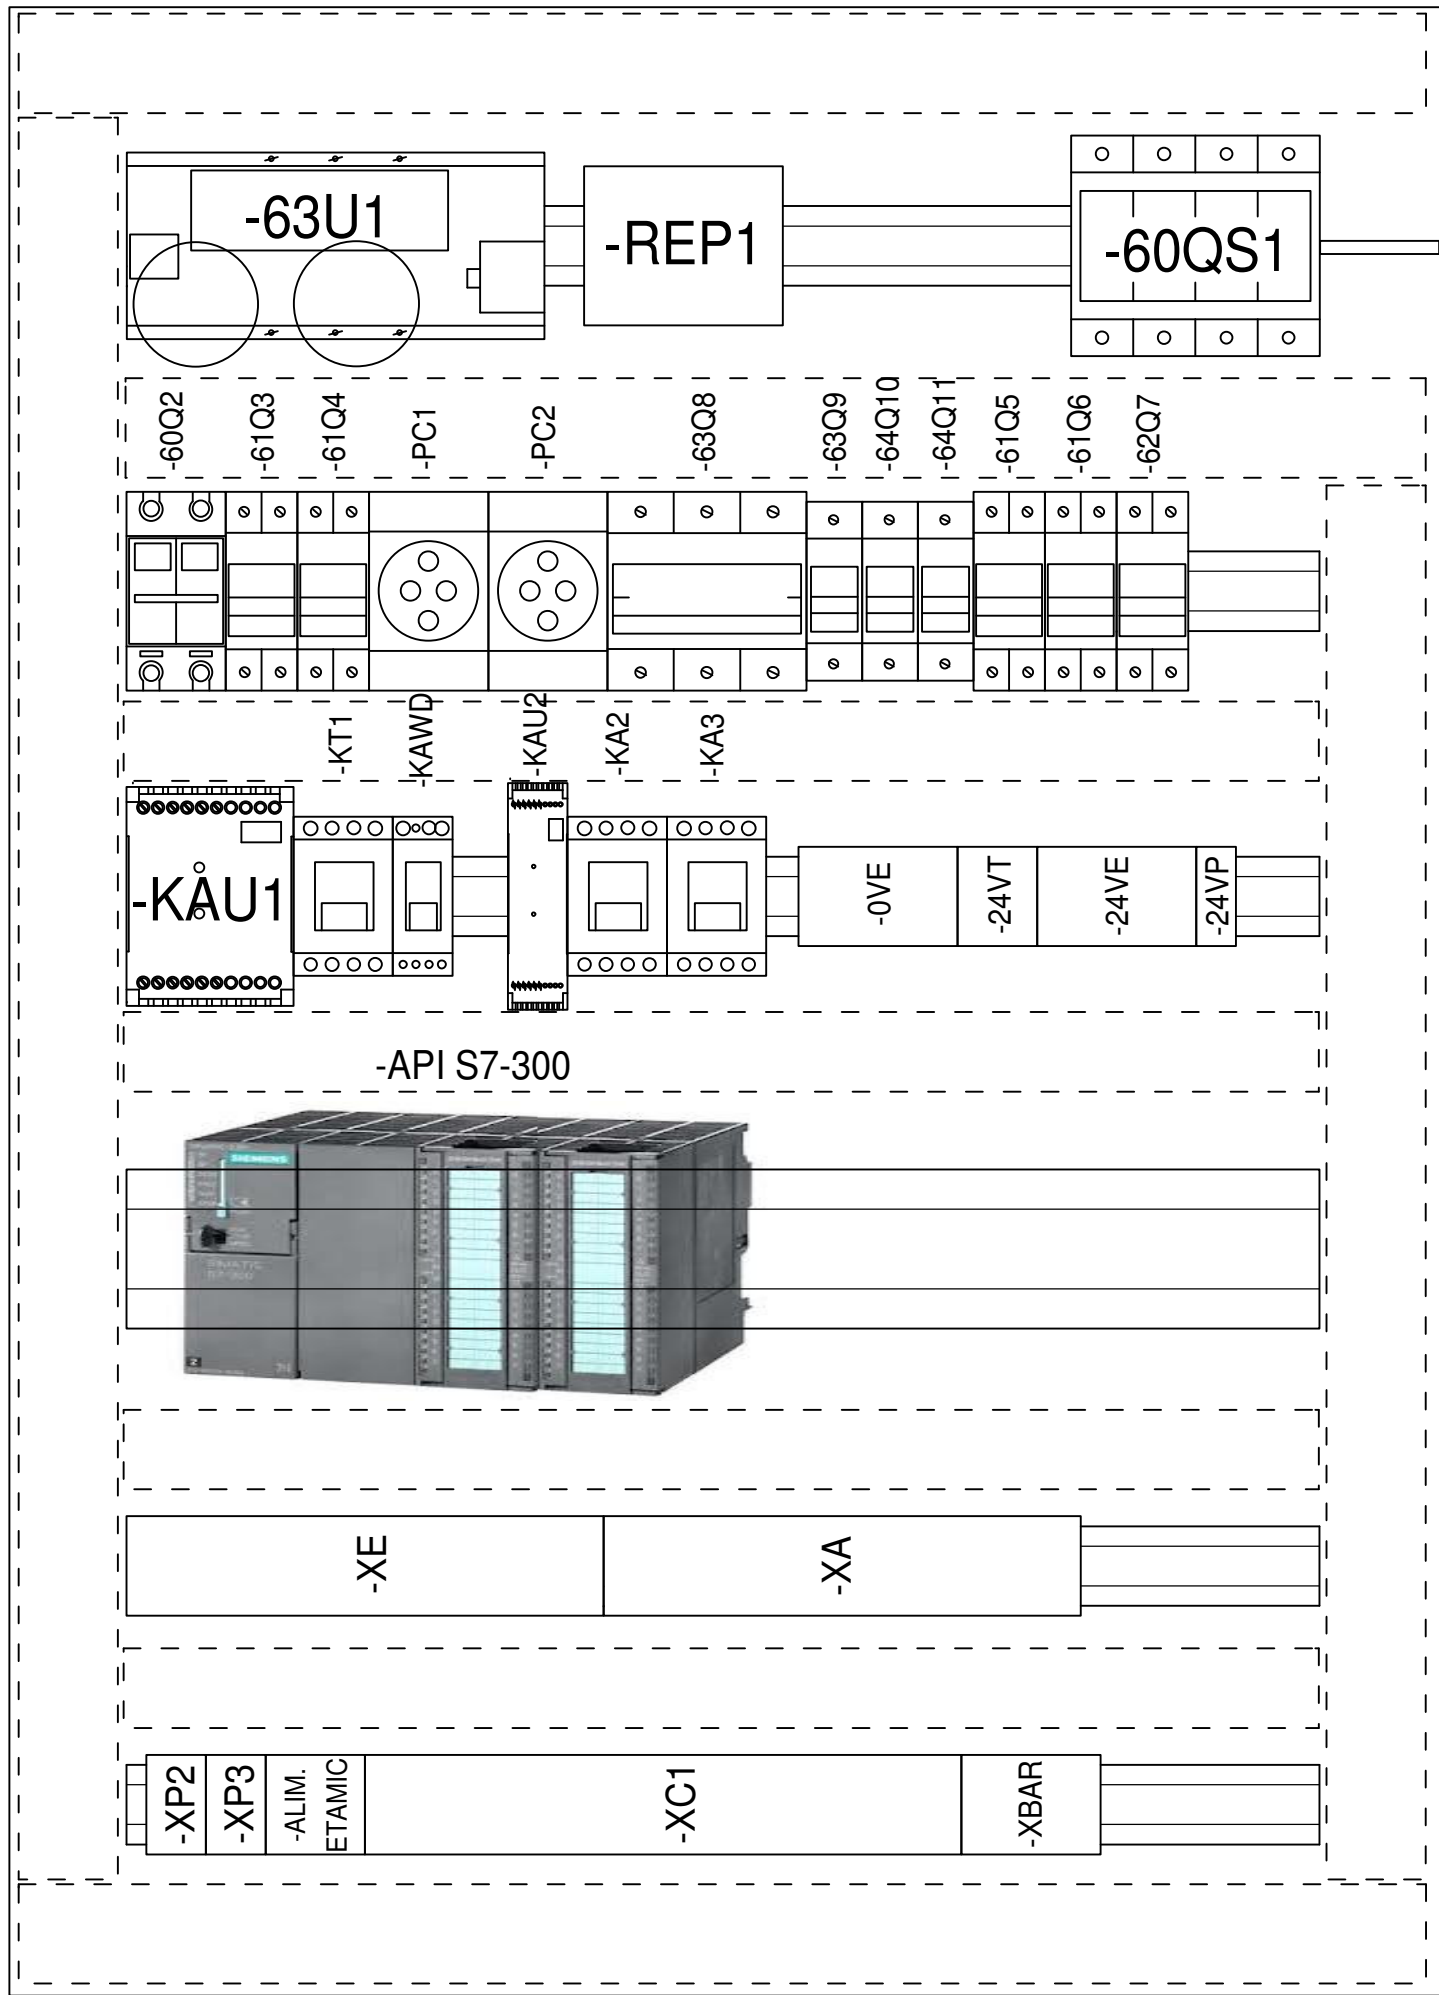 -63U1
-REP1
-60QS1
-60Q2
-61Q3
-61Q4
-PC1
-PC2
-63Q8
-63Q9
-64Q10
-64Q11
-61Q5
-61Q6
-62Q7
-KT1
-KAWD
-KAU2
-KA2
-KA3
-KAU1
-0VE
-24VT
-24VE
-24VP
-API S7-300
SIEMENS
SIMATIC
S7-300
-XE
-XA
-XP2
-XP3
-ALIM.
ETAMIC
-XC1
-XBAR